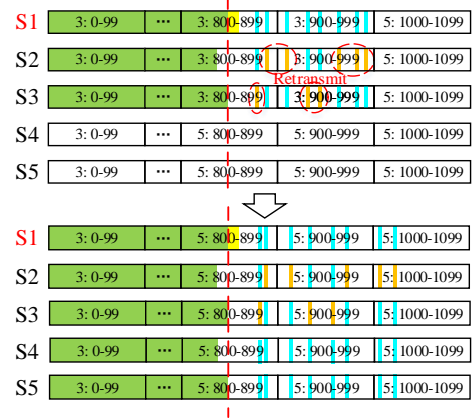 S1 3: 0-99 ... 3: 800-899 3: 900-999 5: 1000-1099
S2 3: 0-99 ... 3: 800-899 3: 900-999 5: 1000-1099
Retransmit
S3 3: 0-99 ... 3: 800-899 3: 900-999 5: 1000-1099
S4 3: 0-99 ... 5: 800-899 5: 900-999 5: 1000-1099
S5 3: 0-99 ... 5: 800-899 5: 900-999 5: 1000-1099
S1 3: 0-99 ... 5: 800-899 5: 900-999 5: 1000-1099
S2 3: 0-99 ... 5: 800-899 5: 900-999 5: 1000-1099
S3 3: 0-99 ... 5: 800-899 5: 900-999 5: 1000-1099
S4 3: 0-99 ... 5: 800-899 5: 900-999 5: 1000-1099
S5 3: 0-99 ... 5: 800-899 5: 900-999 5: 1000-1099